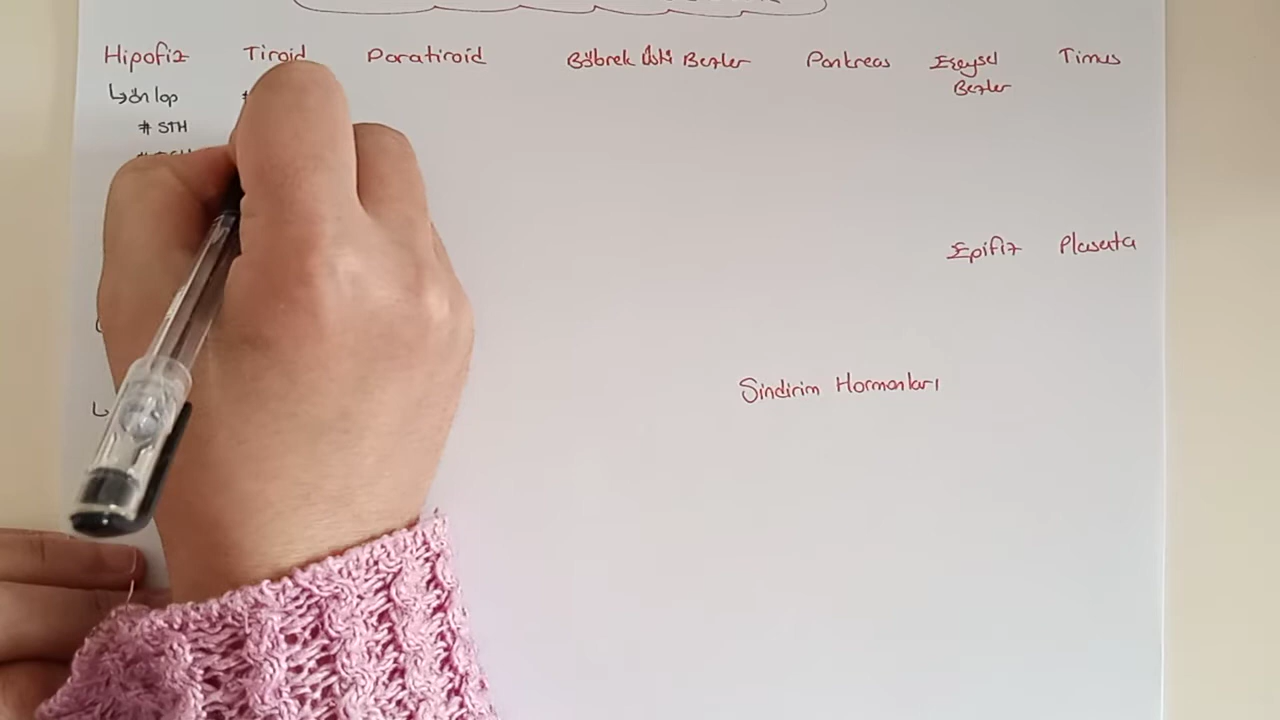 Hipofiz Tiroid Paratiroid Böbrek Üstü Bezler Pankreas Eşeysel Bezler Timus
↳ön lop
# STH
Epifiz Plasenta
Sindirim Hormonları